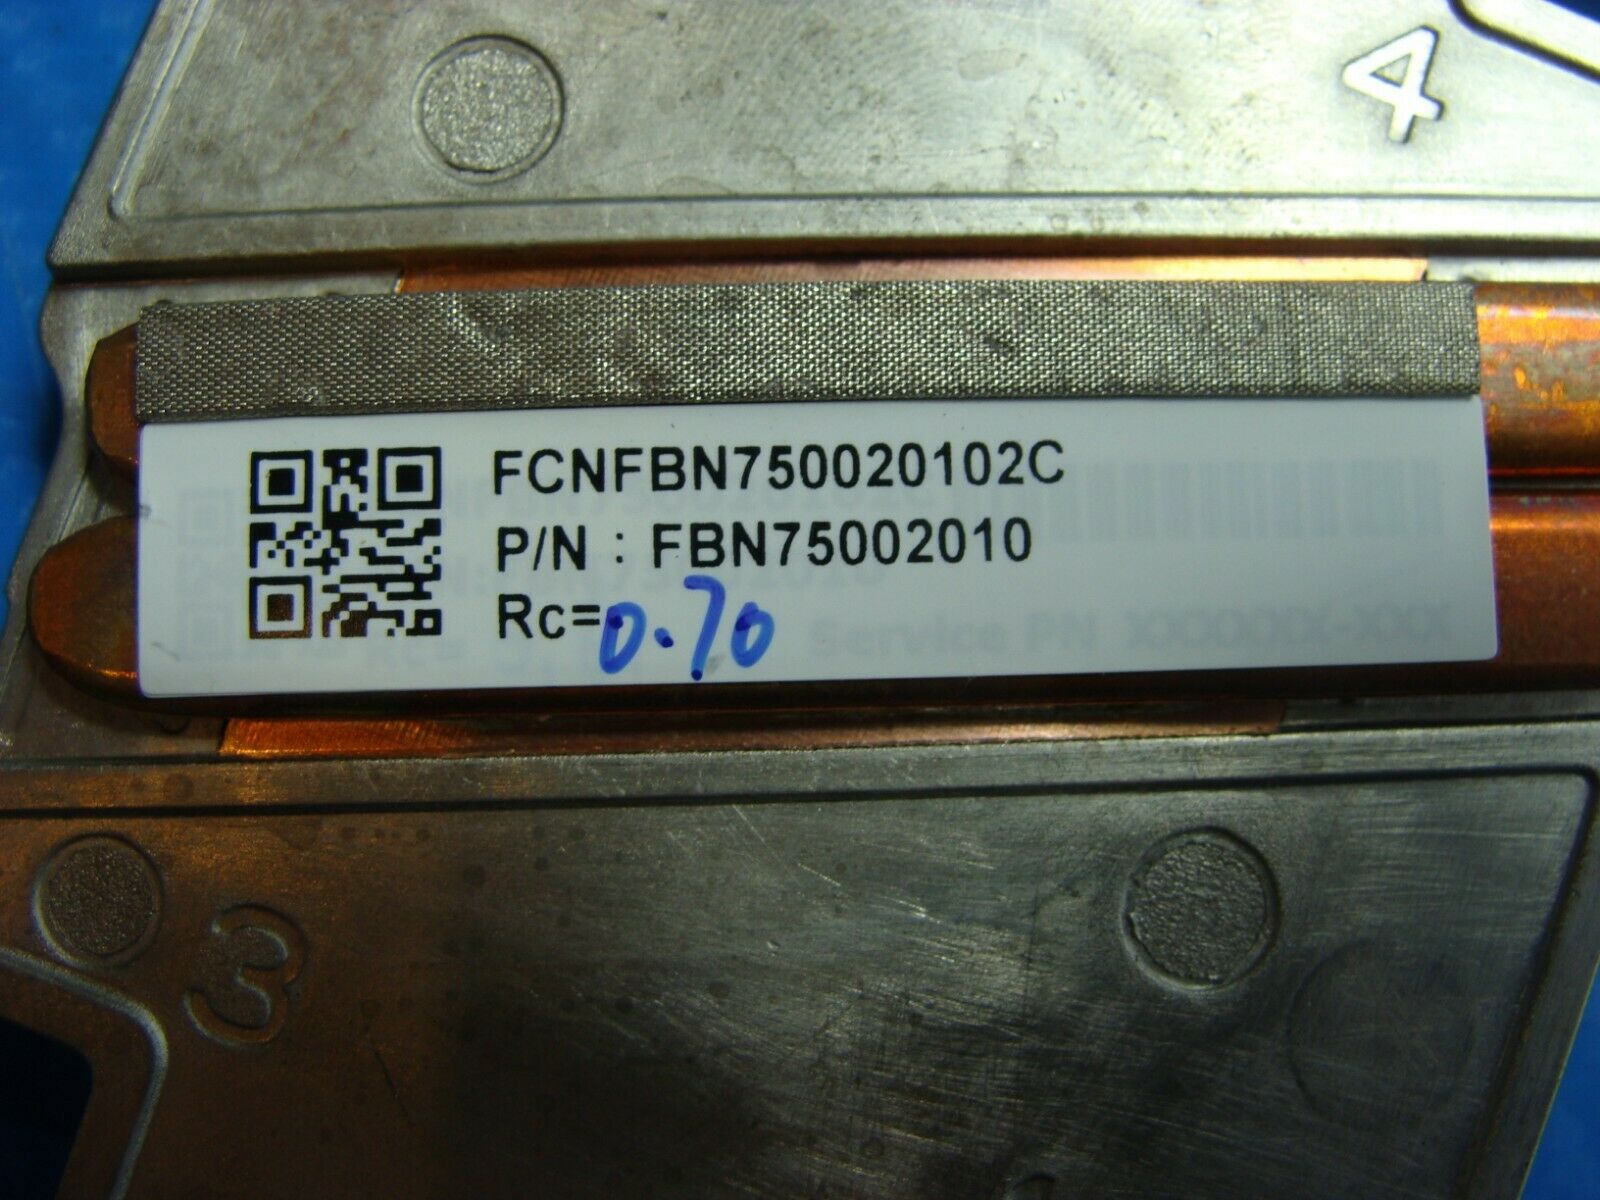 4
FCNFBN750020102C
P/N : FBN75002010
Rc=0.70
3